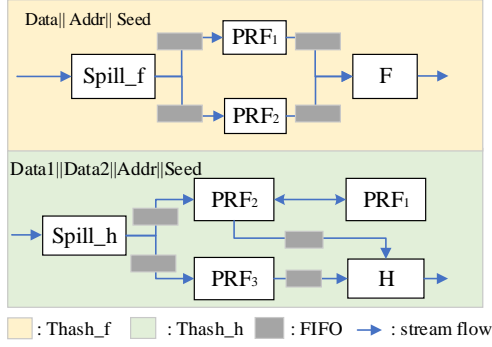 Data|| Addr|| Seed
PRF₁
Spill_f
F
PRF₂
Data1||Data2||Addr||Seed
PRF₂
PRF₁
Spill_h
PRF₃
H
: Thash_f : Thash_h : FIFO : stream flow